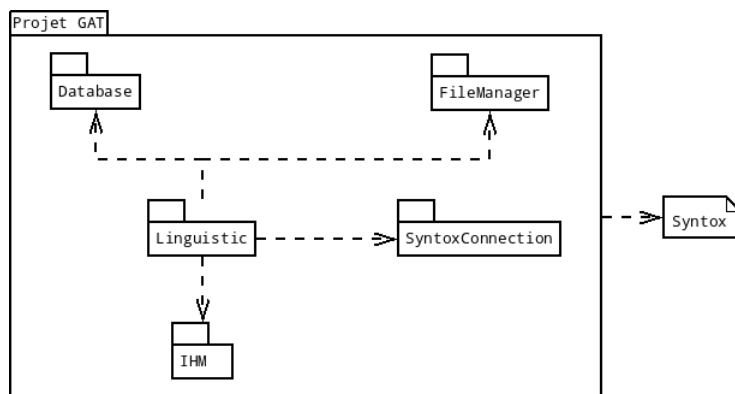 Projet GAT
Database
FileManager
Linguistic
SyntoxConnection
Syntox
IHM